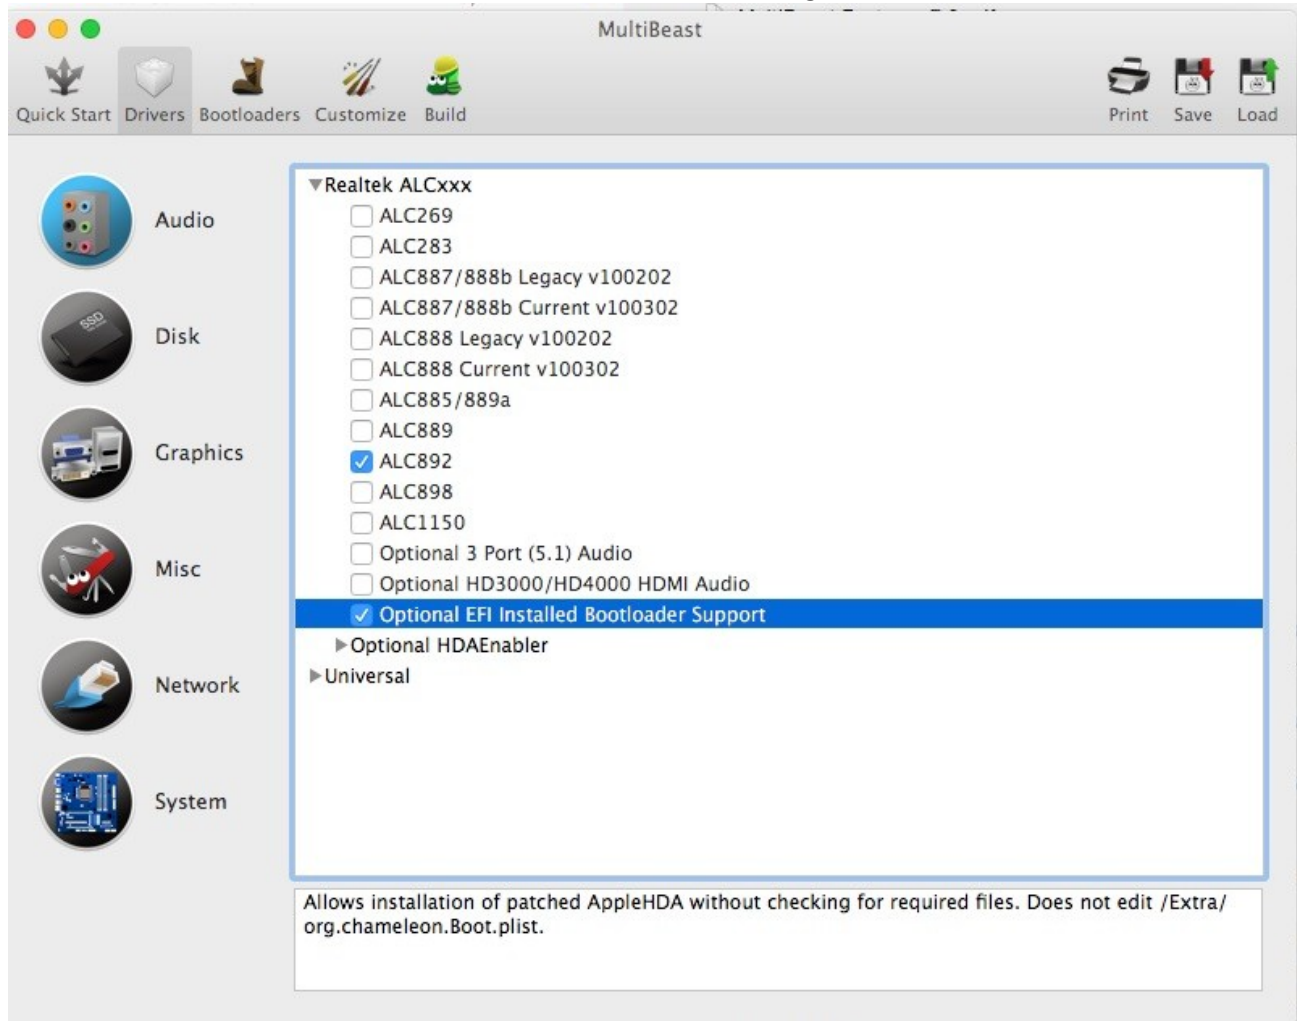 MultiBeast
Quick Start Drivers Bootloaders Customize Build Print Save Load
Audio
Disk
Graphics
Misc
Network
System
SSD
Realtek ALCxxx
ALC269
ALC283
ALC887/888b Legacy v100202
ALC887/888b Current v100302
ALC888 Legacy v100202
ALC888 Current v100302
ALC885/889a
ALC889
ALC892
ALC898
ALC1150
Optional 3 Port (5.1) Audio
Optional HD3000/HD4000 HDMI Audio
Optional EFI Installed Bootloader Support
Optional HDAEnabler
Universal
Allows installation of patched AppleHDA without checking for required files. Does not edit /Extra/
org.chameleon.Boot.plist.